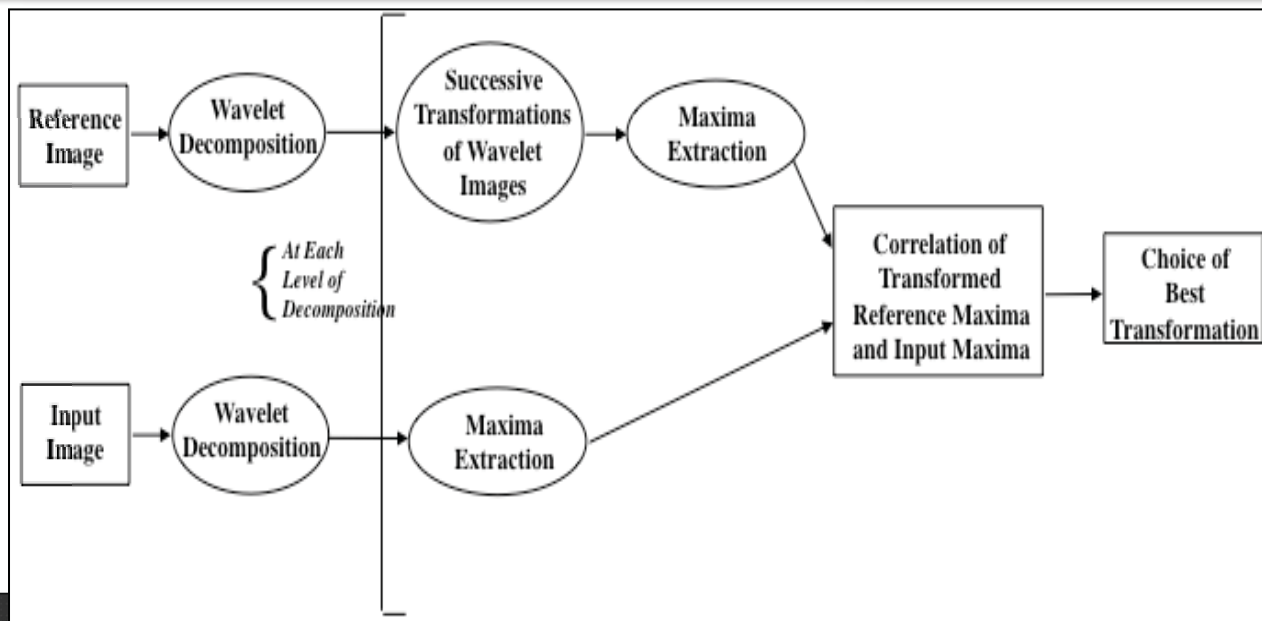 Reference
Image
Wavelet
Decomposition
Successive
Transformations
of Wavelet
Images
Maxima
Extraction
At Each
Level of
Decomposition
Input
Image
Wavelet
Decomposition
Maxima
Extraction
Correlation of
Transformed
Reference Maxima
and Input Maxima
Choice of
Best
Transformation